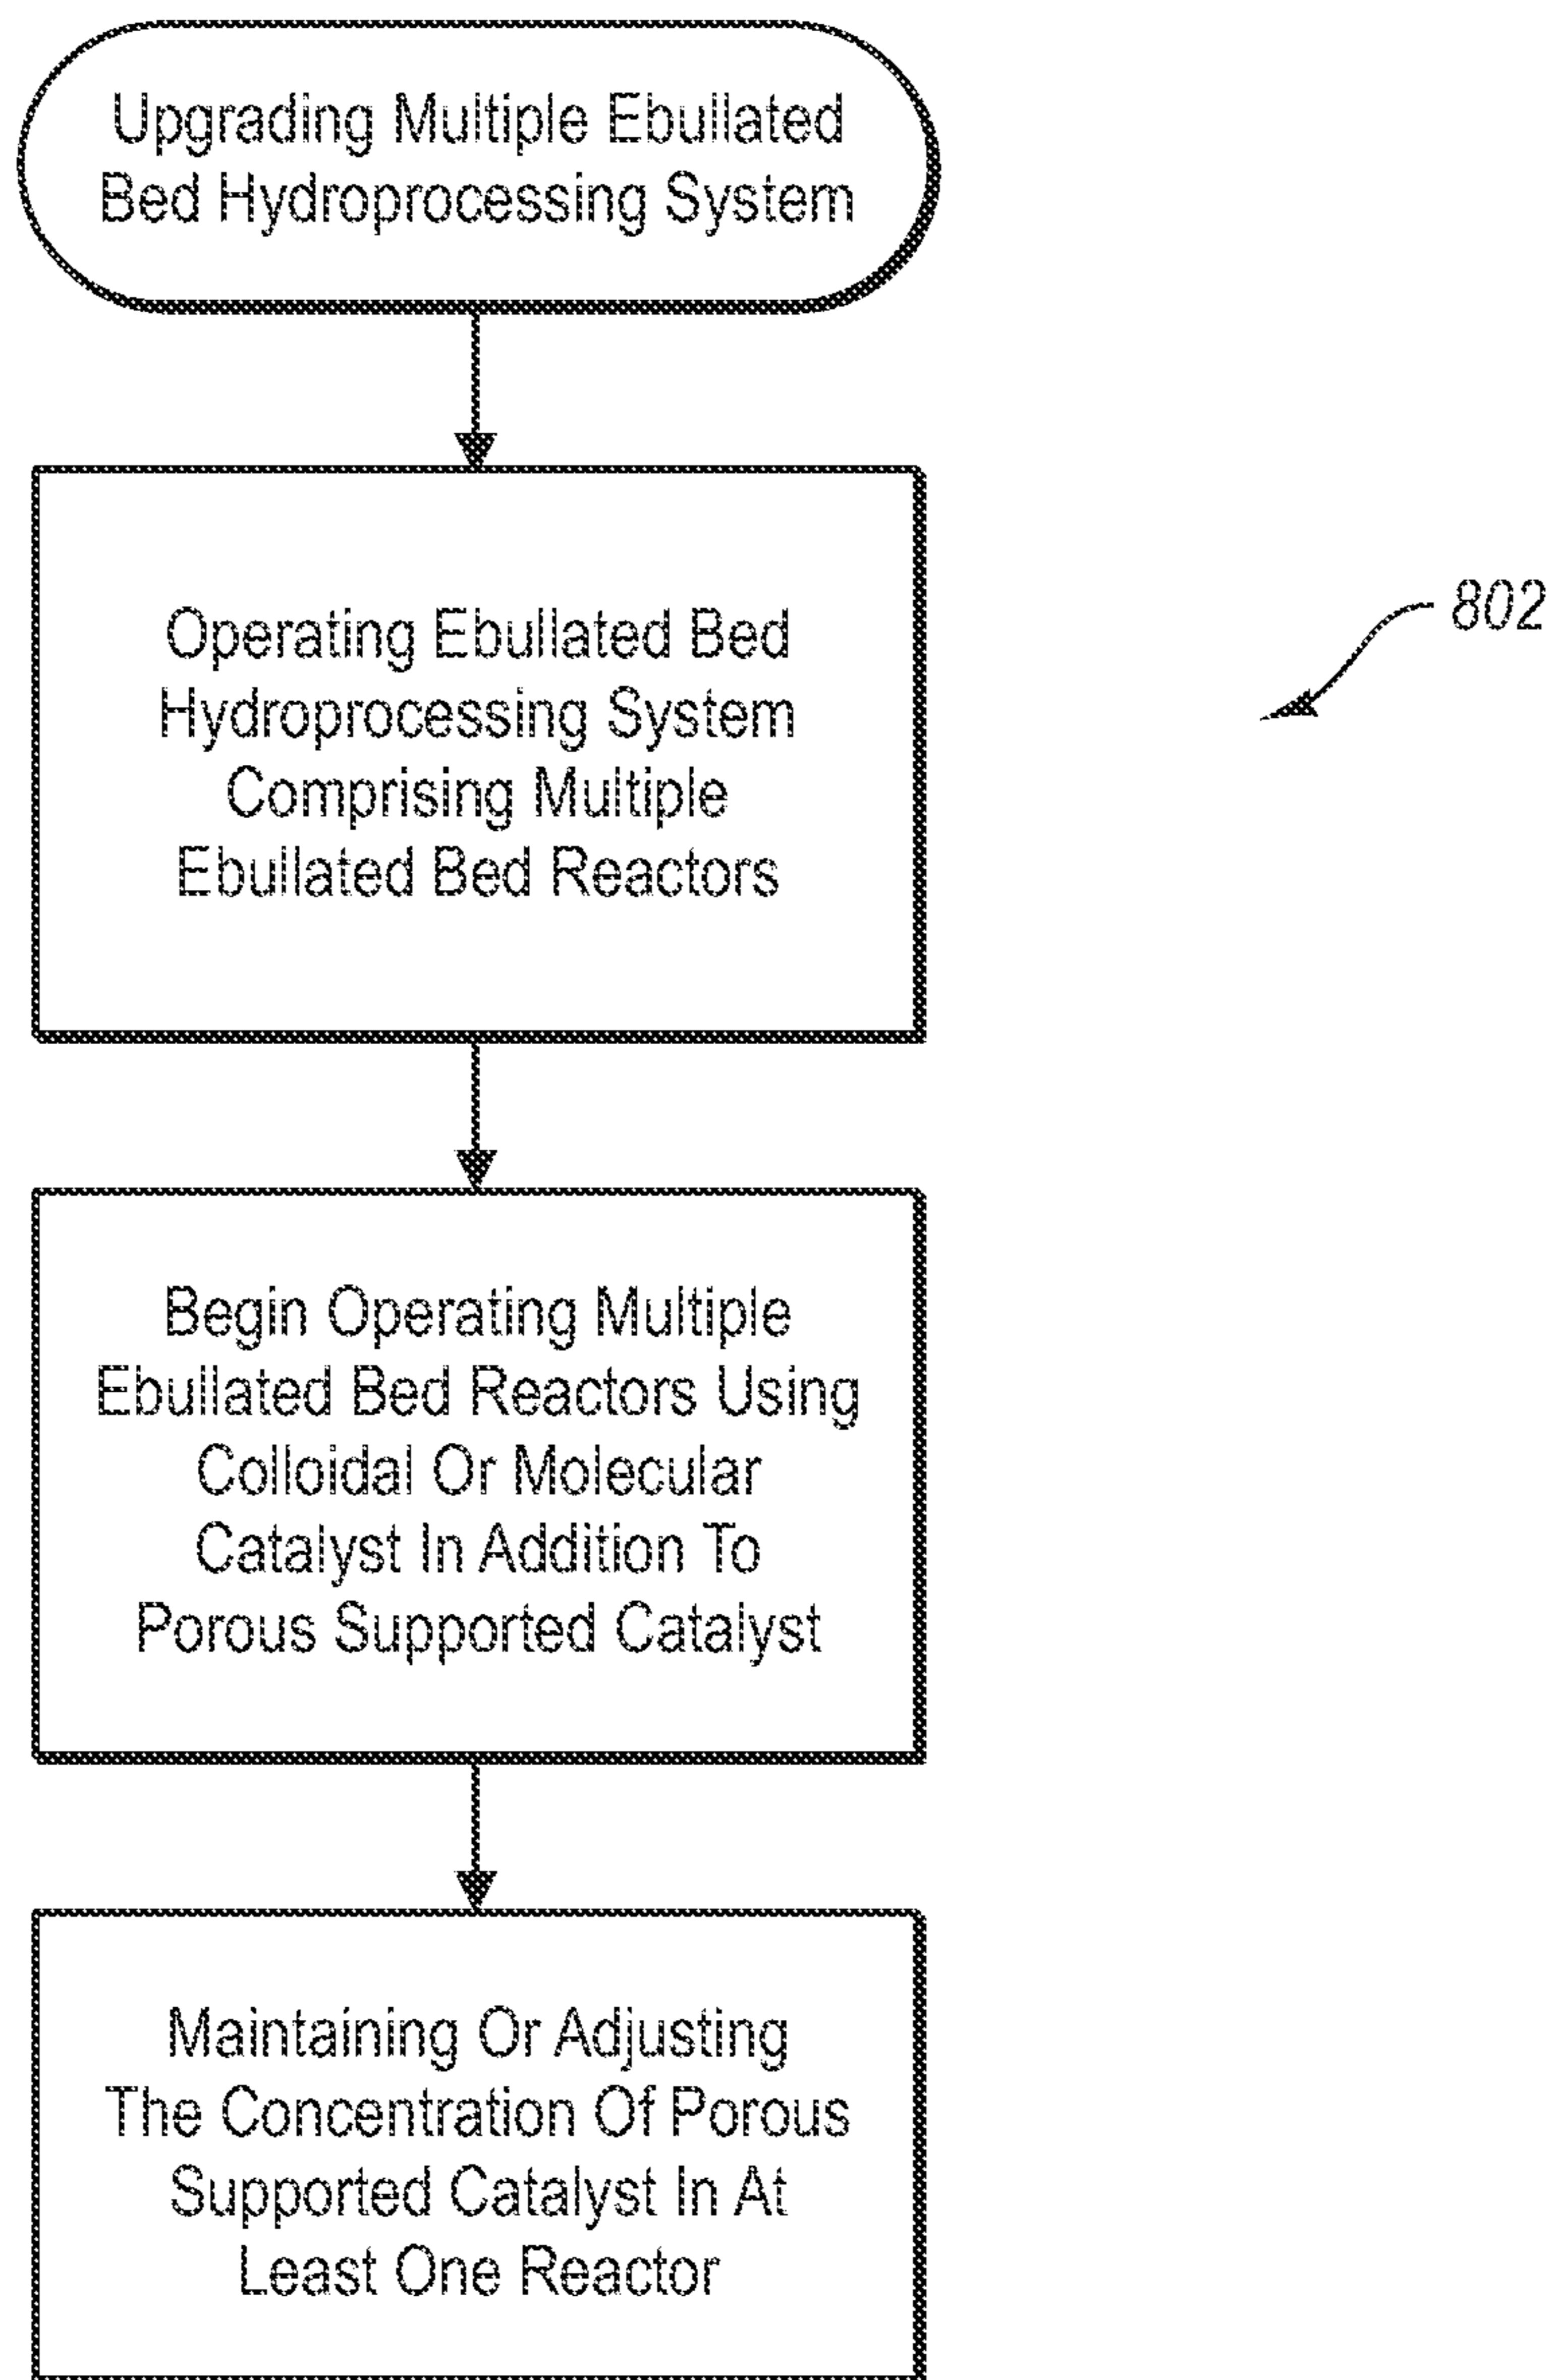 Upgrading Multiple Ebullated
Bed Hydroprocessing System
Operating Ebullated Bed
Hydroprocessing System
Comprising Multiple
Ebullated Bed Reactors
802
Begin Operating Multiple
Ebullated Bed Reactors Using
Colloidal Or Molecular
Catalyst In Addition To
Porous Supported Catalyst
Maintaining Or Adjusting
The Concentration Of Porous
Supported Catalyst In At
Least One Reactor